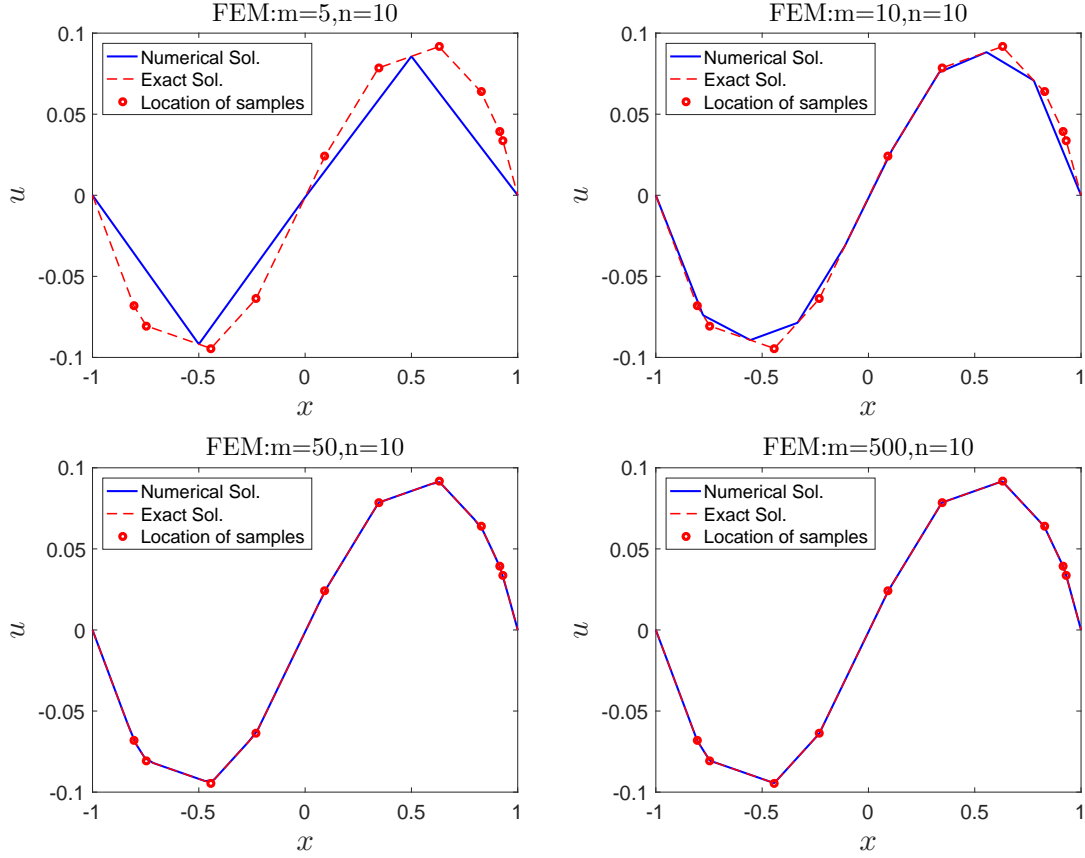 FEM:m=5,n=10
0.1
0.05
0
-0.05
-0.1
u
Numerical Sol.
Exact Sol.
Location of samples
-1
-0.5
0
0.5
1
x
FEM:m=10,n=10
0.1
0.05
0
-0.05
-0.1
u
Numerical Sol.
Exact Sol.
Location of samples
-1
-0.5
0
0.5
1
x
FEM:m=50,n=10
0.1
0.05
0
-0.05
-0.1
u
Numerical Sol.
Exact Sol.
Location of samples
-1
-0.5
0
0.5
1
x
FEM:m=500,n=10
0.1
0.05
0
-0.05
-0.1
u
Numerical Sol.
Exact Sol.
Location of samples
-1
-0.5
0
0.5
1
x